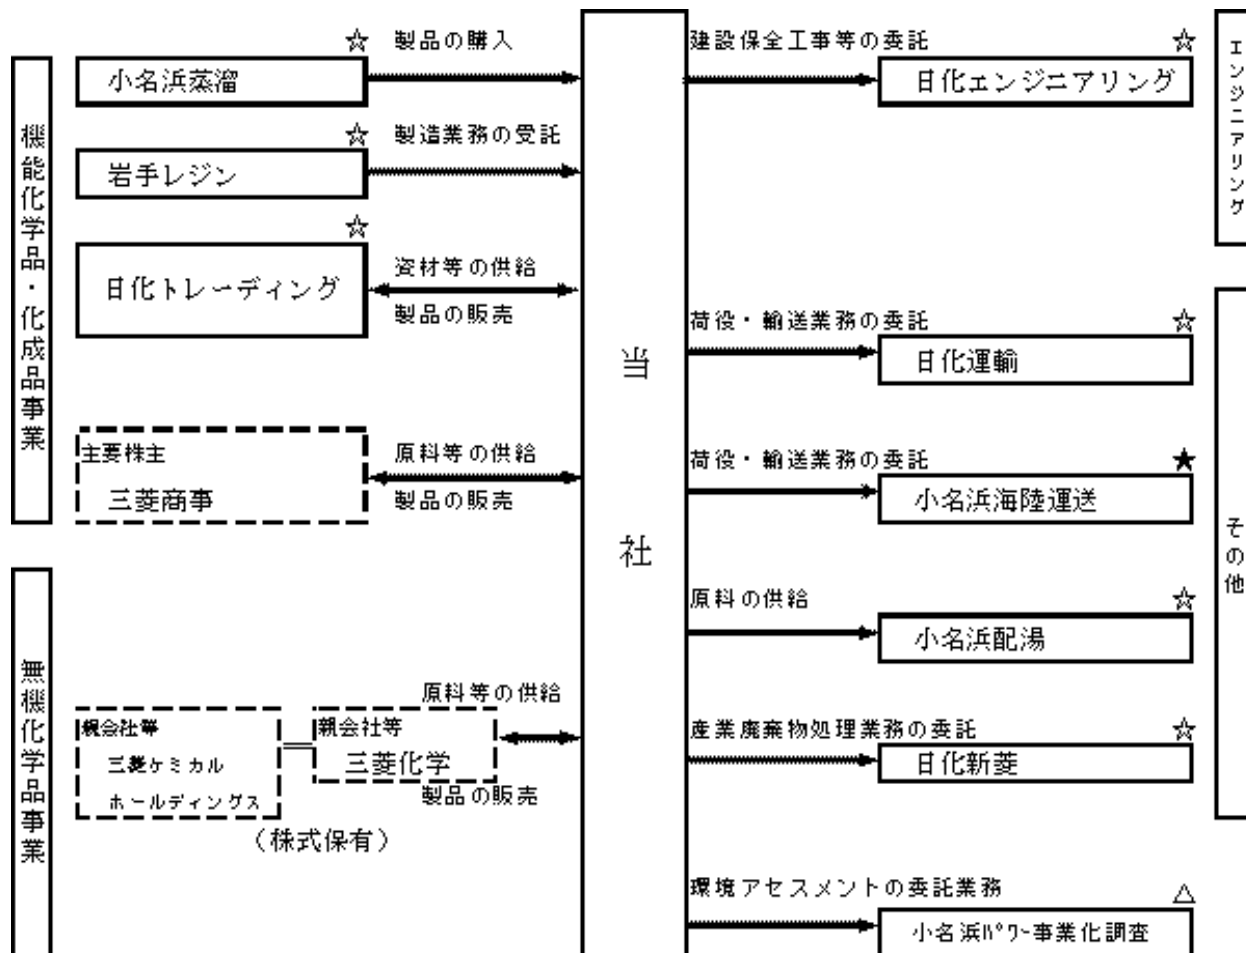 機能化学品・化成品事業
☆ 製品の購入
小名浜蒸溜
☆ 製造業務の受託
岩手レジン
☆
資材等の供給
日化トレーディング
製品の販売
主要株主
原料等の供給
三菱商事
製品の販売
無機化学品事業
原料等の供給
親会社等
三菱ケミカル
ホールディングス
親会社等
三菱化学
製品の販売
（株式保有）
当社
建設保全工事等の委託 ☆
日化エンジニアリング
荷役・輸送業務の委託 ☆
日化運輸
荷役・輸送業務の委託 ★
小名浜海陸運送
原料の供給 ☆
小名浜配湯
産業廃棄物処理業務の委託 ☆
日化新菱
環境アセスメントの委託業務 △
小名浜ﾊﾟﾜｰ事業化調査
エンジニアリング
その他